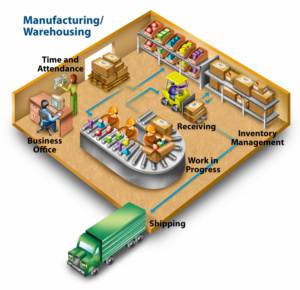 Manufacturing/
Warehousing
Time and
Attendance
Business
Office
Receiving
Inventory
Management
Work in
Progress
Shipping